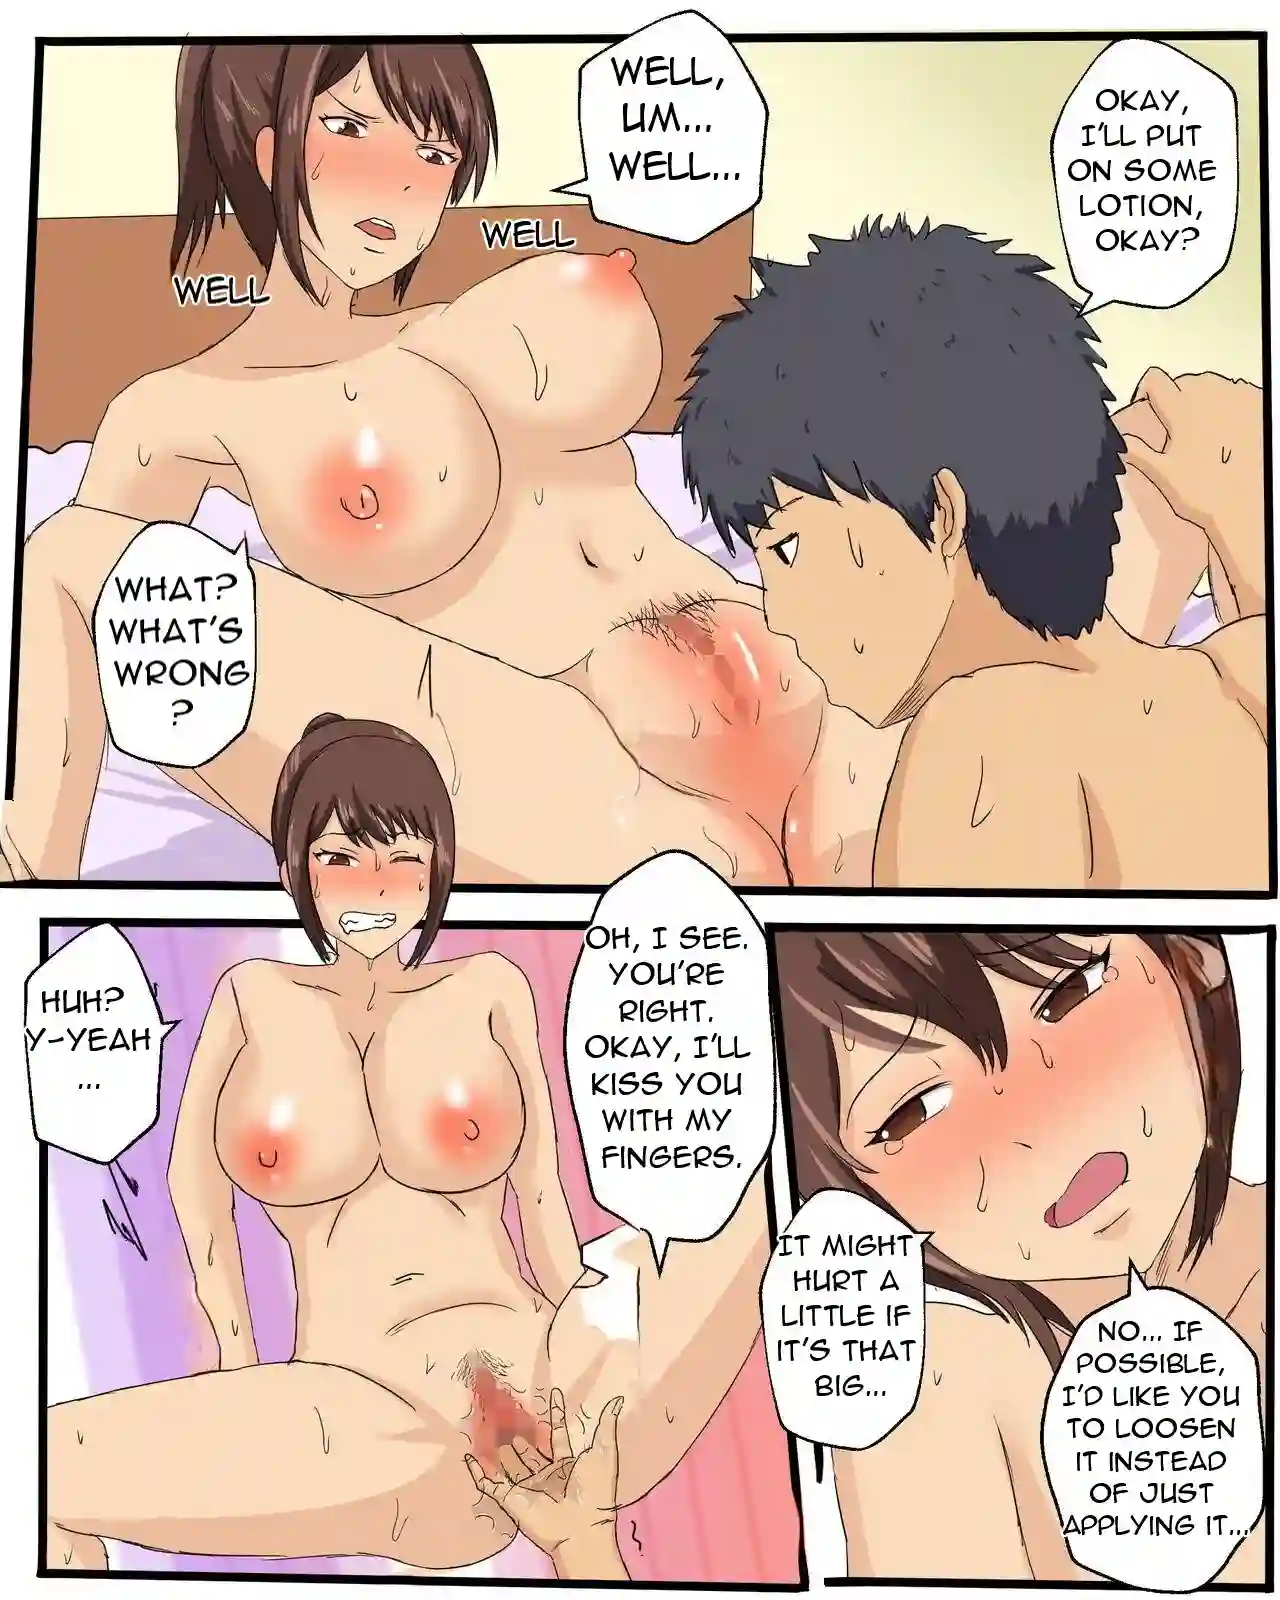 OKAY,
I'LL PUT
ON SOME
LOTION,
OKAY?
WELL,
UM...
WELL...
WELL
WELL
WHAT?
WHAT'S
WRONG
?
NO... IF
POSSIBLE,
I'D LIKE YOU
TO LOOSEN
IT INSTEAD
OF JUST
APPLYING IT...
IT MIGHT
HURT A
LITTLE IF
IT'S THAT
BIG...
OH, I SEE.
YOU'RE
RIGHT.
OKAY, I'LL
KISS YOU
WITH MY
FINGERS.
HUH?
Y-YEAH
...